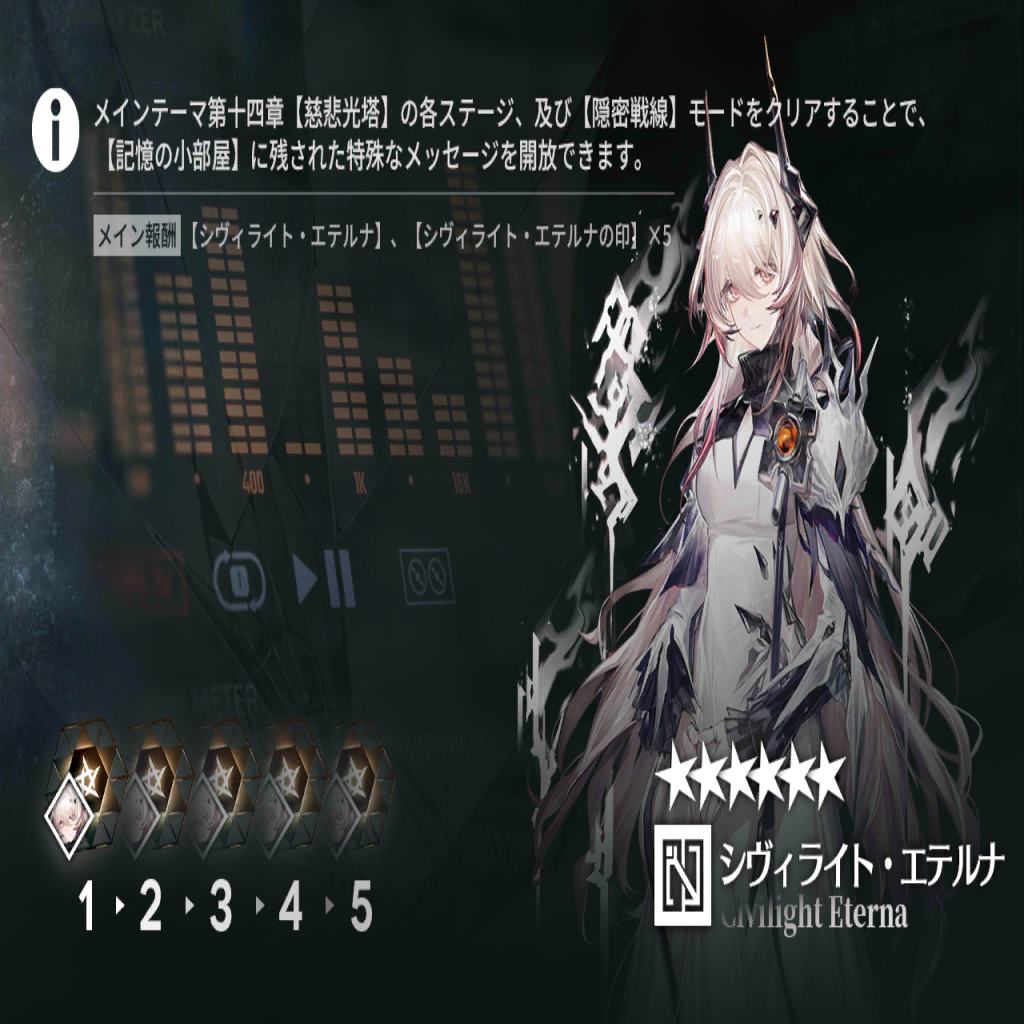 メインテーマ第十四章【慈悲光塔】の各ステージ、及び【隠密戦線】モードをクリアすることで、
【記憶の小部屋】に残された特殊なメッセージを開放できます。
メイン報酬【シヴィライト・エテルナ】、【シヴィライト・エテルナの印】×5
400 1K 16K
METER
1 2 3 4 5
シヴィライト・エテルナ
Civilight Eterna